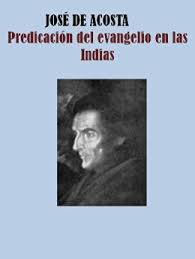 JOSÉ DE ACOSTA
Predicación del evangelio en las
Indias